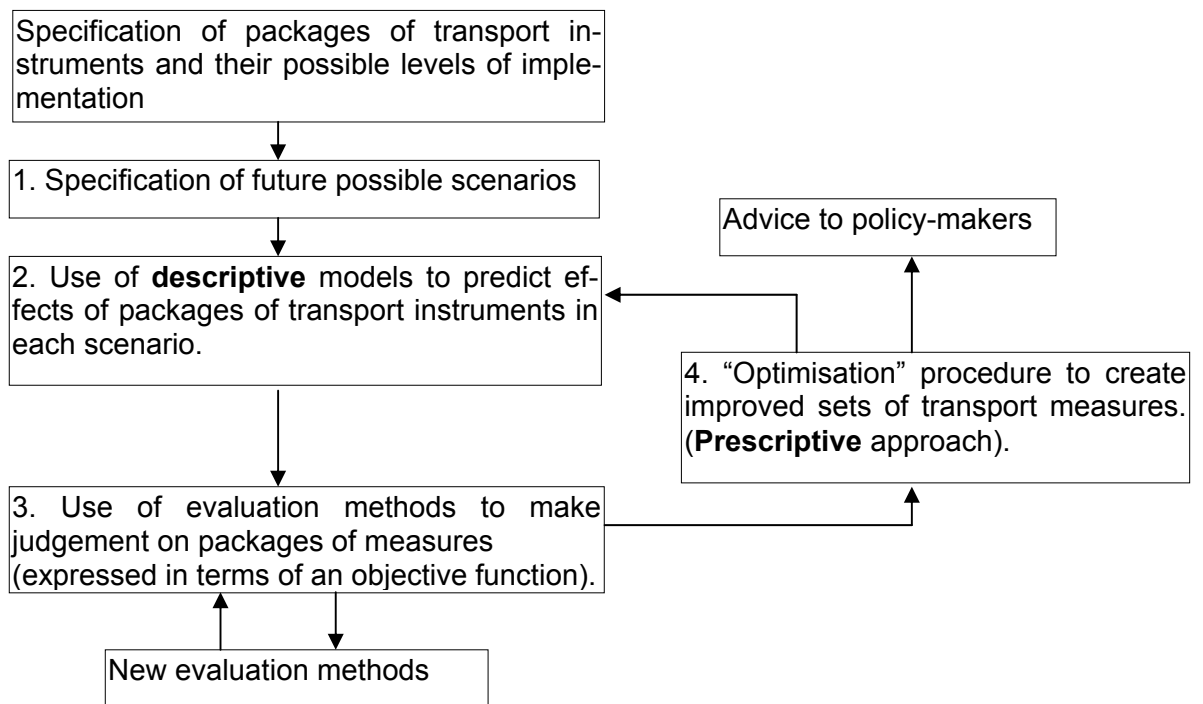 Specification of packages of transport in-
struments and their possible levels of imple-
mentation
1. Specification of future possible scenarios
Advice to policy-makers
2. Use of descriptive models to predict ef-
fects of packages of transport instruments in
each scenario.
4. “Optimisation” procedure to create
improved sets of transport measures.
(Prescriptive approach).
3. Use of evaluation methods to make
judgement on packages of measures
(expressed in terms of an objective function).
New evaluation methods